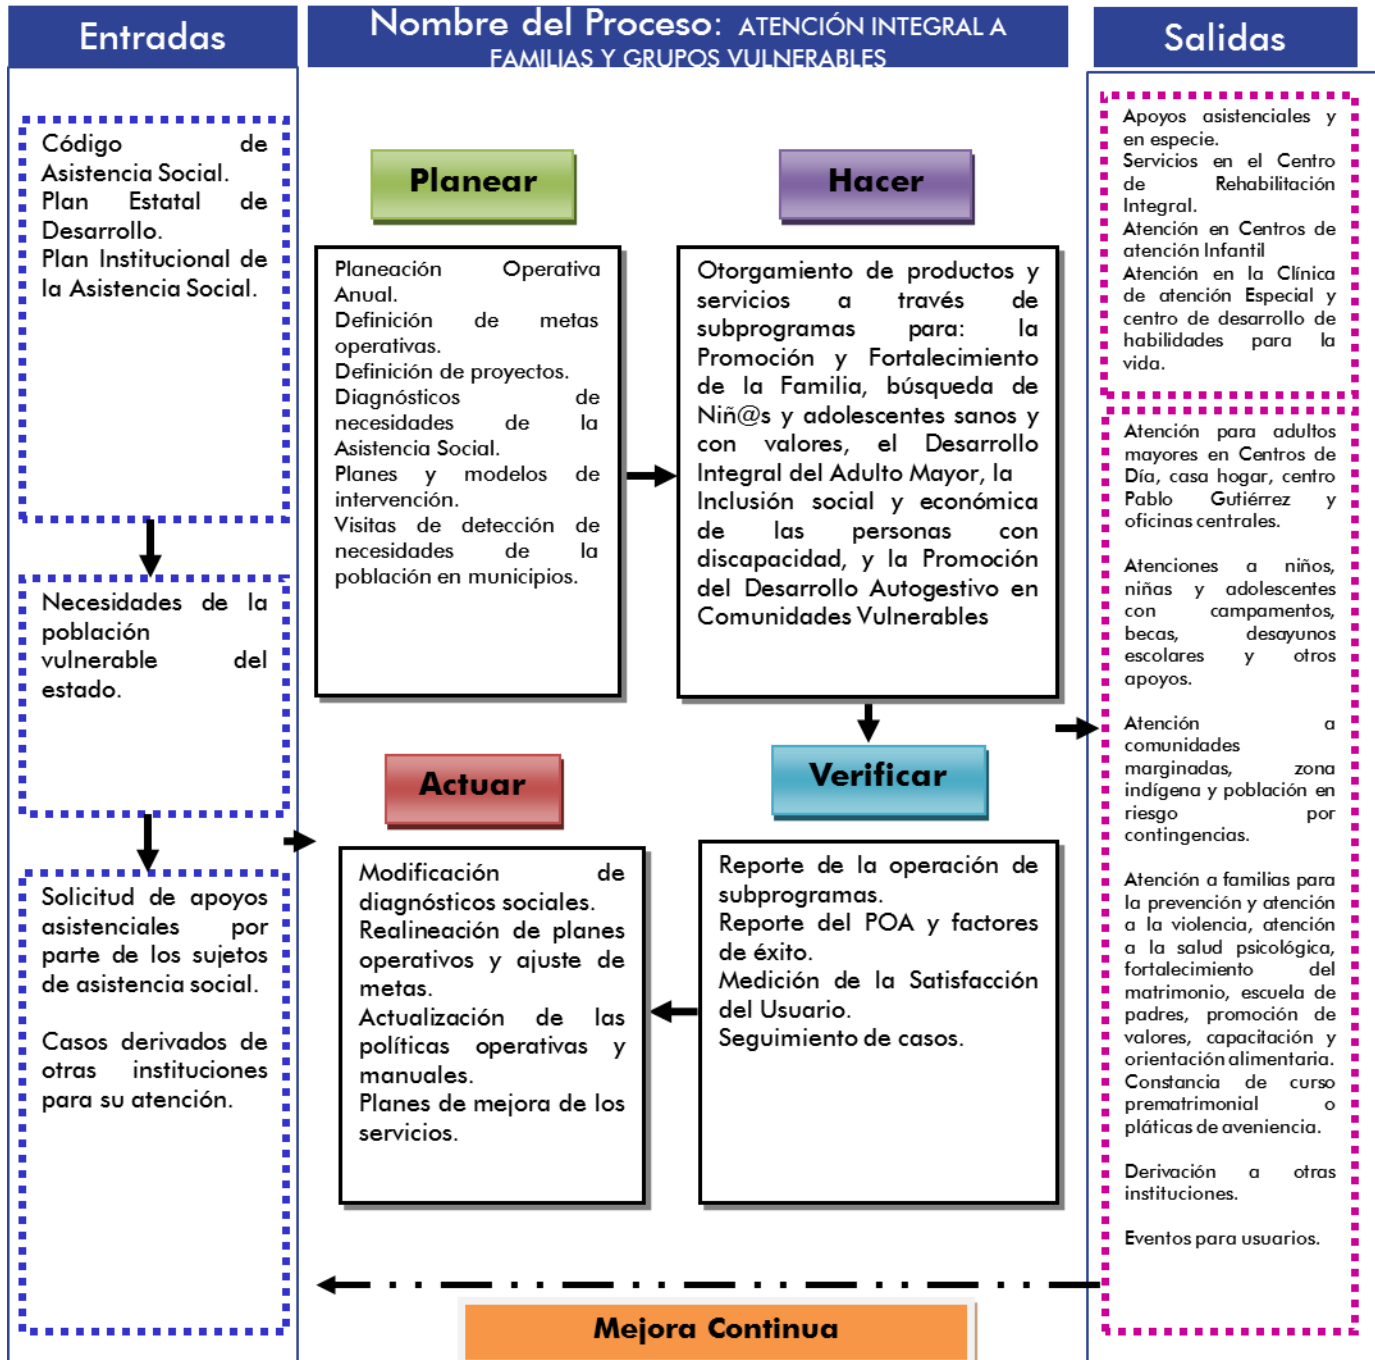 Entradas
Código de
Asistencia Social.
Plan Estatal de
Desarrollo.
Plan Institucional de
la Asistencia Social.
Necesidades de la
población
vulnerable del
estado.
Solicitud de apoyos
asistenciales por
parte de los sujetos
de asistencia social.
Casos derivados de
otras instituciones
para su atención.
Nombre del Proceso: ATENCIÓN INTEGRAL A
FAMILIAS Y GRUPOS VULNERABLES
Planear
Planeación Operativa
Anual.
Definición de metas
operativas.
Definición de proyectos.
Diagnósticos de
necesidades de la
Asistencia Social.
Planes y modelos de
intervención.
Visitas de detección de
necesidades de la
población en municipios.
Hacer
Otorgamiento de productos y
servicios a través de
subprogramas para: la
Promoción y Fortalecimiento
de la Familia, búsqueda de
Niñ@s y adolescentes sanos y
con valores, el Desarrollo
Integral del Adulto Mayor, la
Inclusión social y económica
de las personas con
discapacidad, y la Promoción
del Desarrollo Autogestivo en
Comunidades Vulnerables
Actuar
Modificación de
diagnósticos sociales.
Realineación de planes
operativos y ajuste de
metas.
Actualización de las
políticas operativas y
manuales.
Planes de mejora de los
servicios.
Verificar
Reporte de la operación de
subprogramas.
Reporte del POA y factores
de éxito.
Medición de la Satisfacción
del Usuario.
Seguimiento de casos.
Mejora Continua
Salidas
Apoyos asistenciales y
en especie.
Servicios en el Centro
de Rehabilitación
Integral.
Atención en Centros de
atención Infantil
Atención en la Clínica
de atención Especial y
centro de desarrollo de
habilidades para la
vida.
Atención para adultos
mayores en Centros de
Día, casa hogar, centro
Pablo Gutiérrez y
oficinas centrales.
Atenciones a niños,
niñas y adolescentes
con campamentos,
becas, desayunos
escolares y otros
apoyos.
Atención a
comunidades
marginadas, zona
indígena y población en
riesgo por
contingencias.
Atención a familias para
la prevención y atención
a la violencia, atención
a la salud psicológica,
fortalecimiento del
matrimonio, escuela de
padres, promoción de
valores, capacitación y
orientación alimentaria.
Constancia de curso
prematrimonial o
pláticas de aveniencia.
Derivación a otras
instituciones.
Eventos para usuarios.